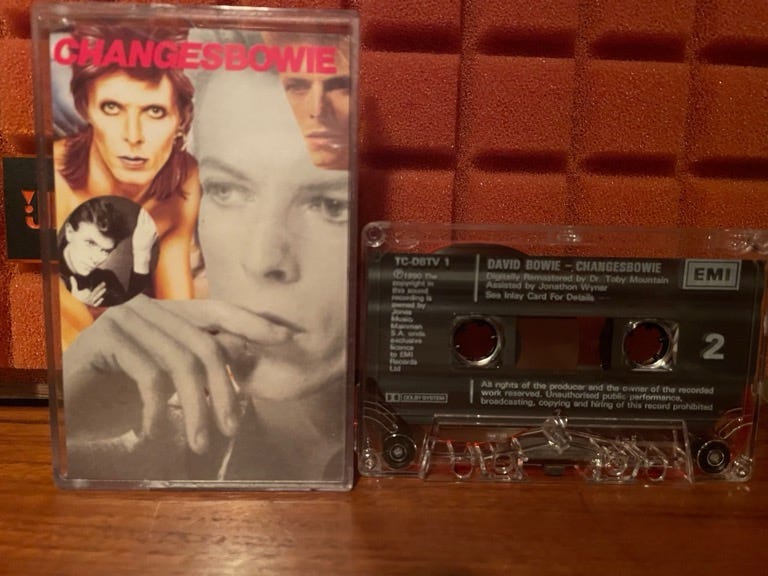 CHANGESBOWIE
TC-DBTV 1
℗1990 The
copyright in
this sound
recording is
owned by
Jones
Music
Mainman
S.A. under
exclusive
licence
to EMI
Records
Ltd
DAVID BOWIE - CHANGESBOWIE
Digitally Remastered by Dr. Toby Mountain
Assisted by Jonathon Wyner
See Inlay Card For Details
EMI
2
DOLBY SYSTEM
All rights of the producer and the owner of the recorded
work reserved. Unauthorised public performance,
broadcasting, copying and hiring of this record prohibited